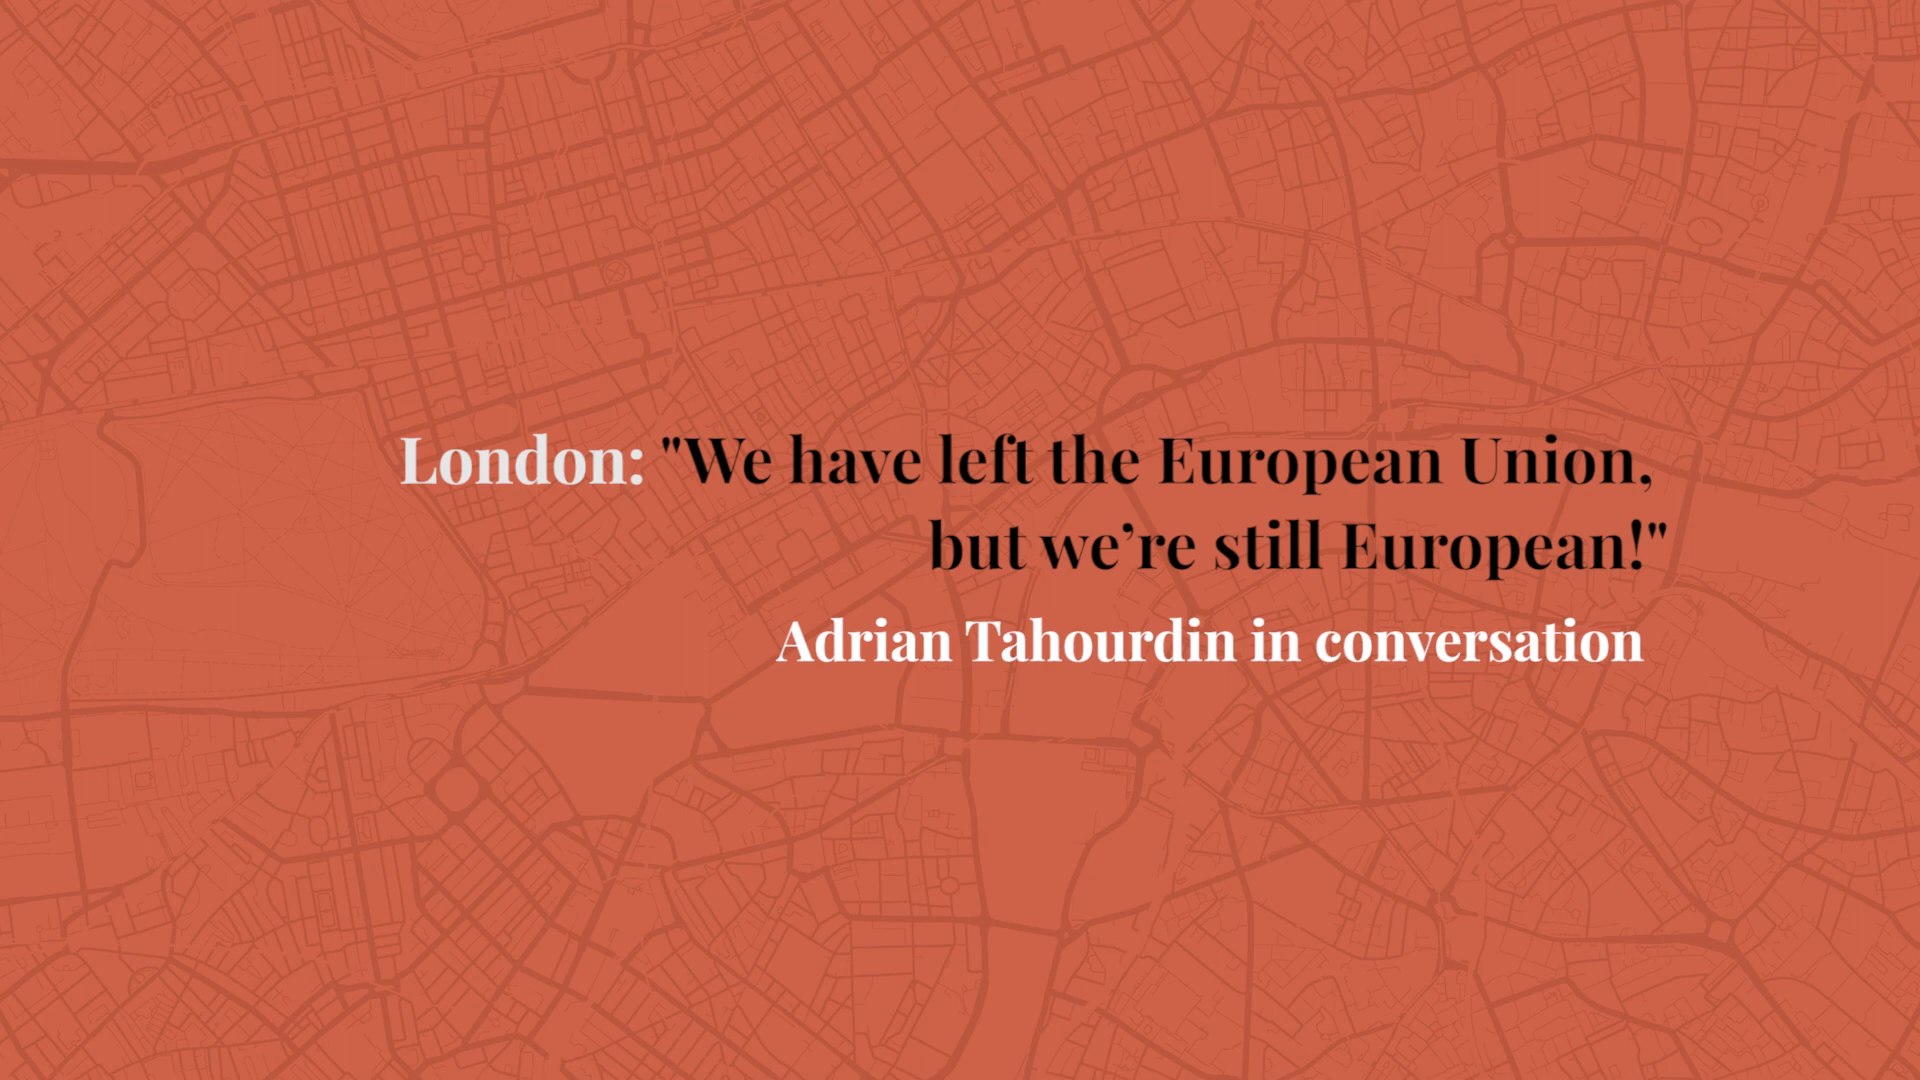 London: "We have left the European Union,
but we’re still European!"
Adrian Tahourdin in conversation